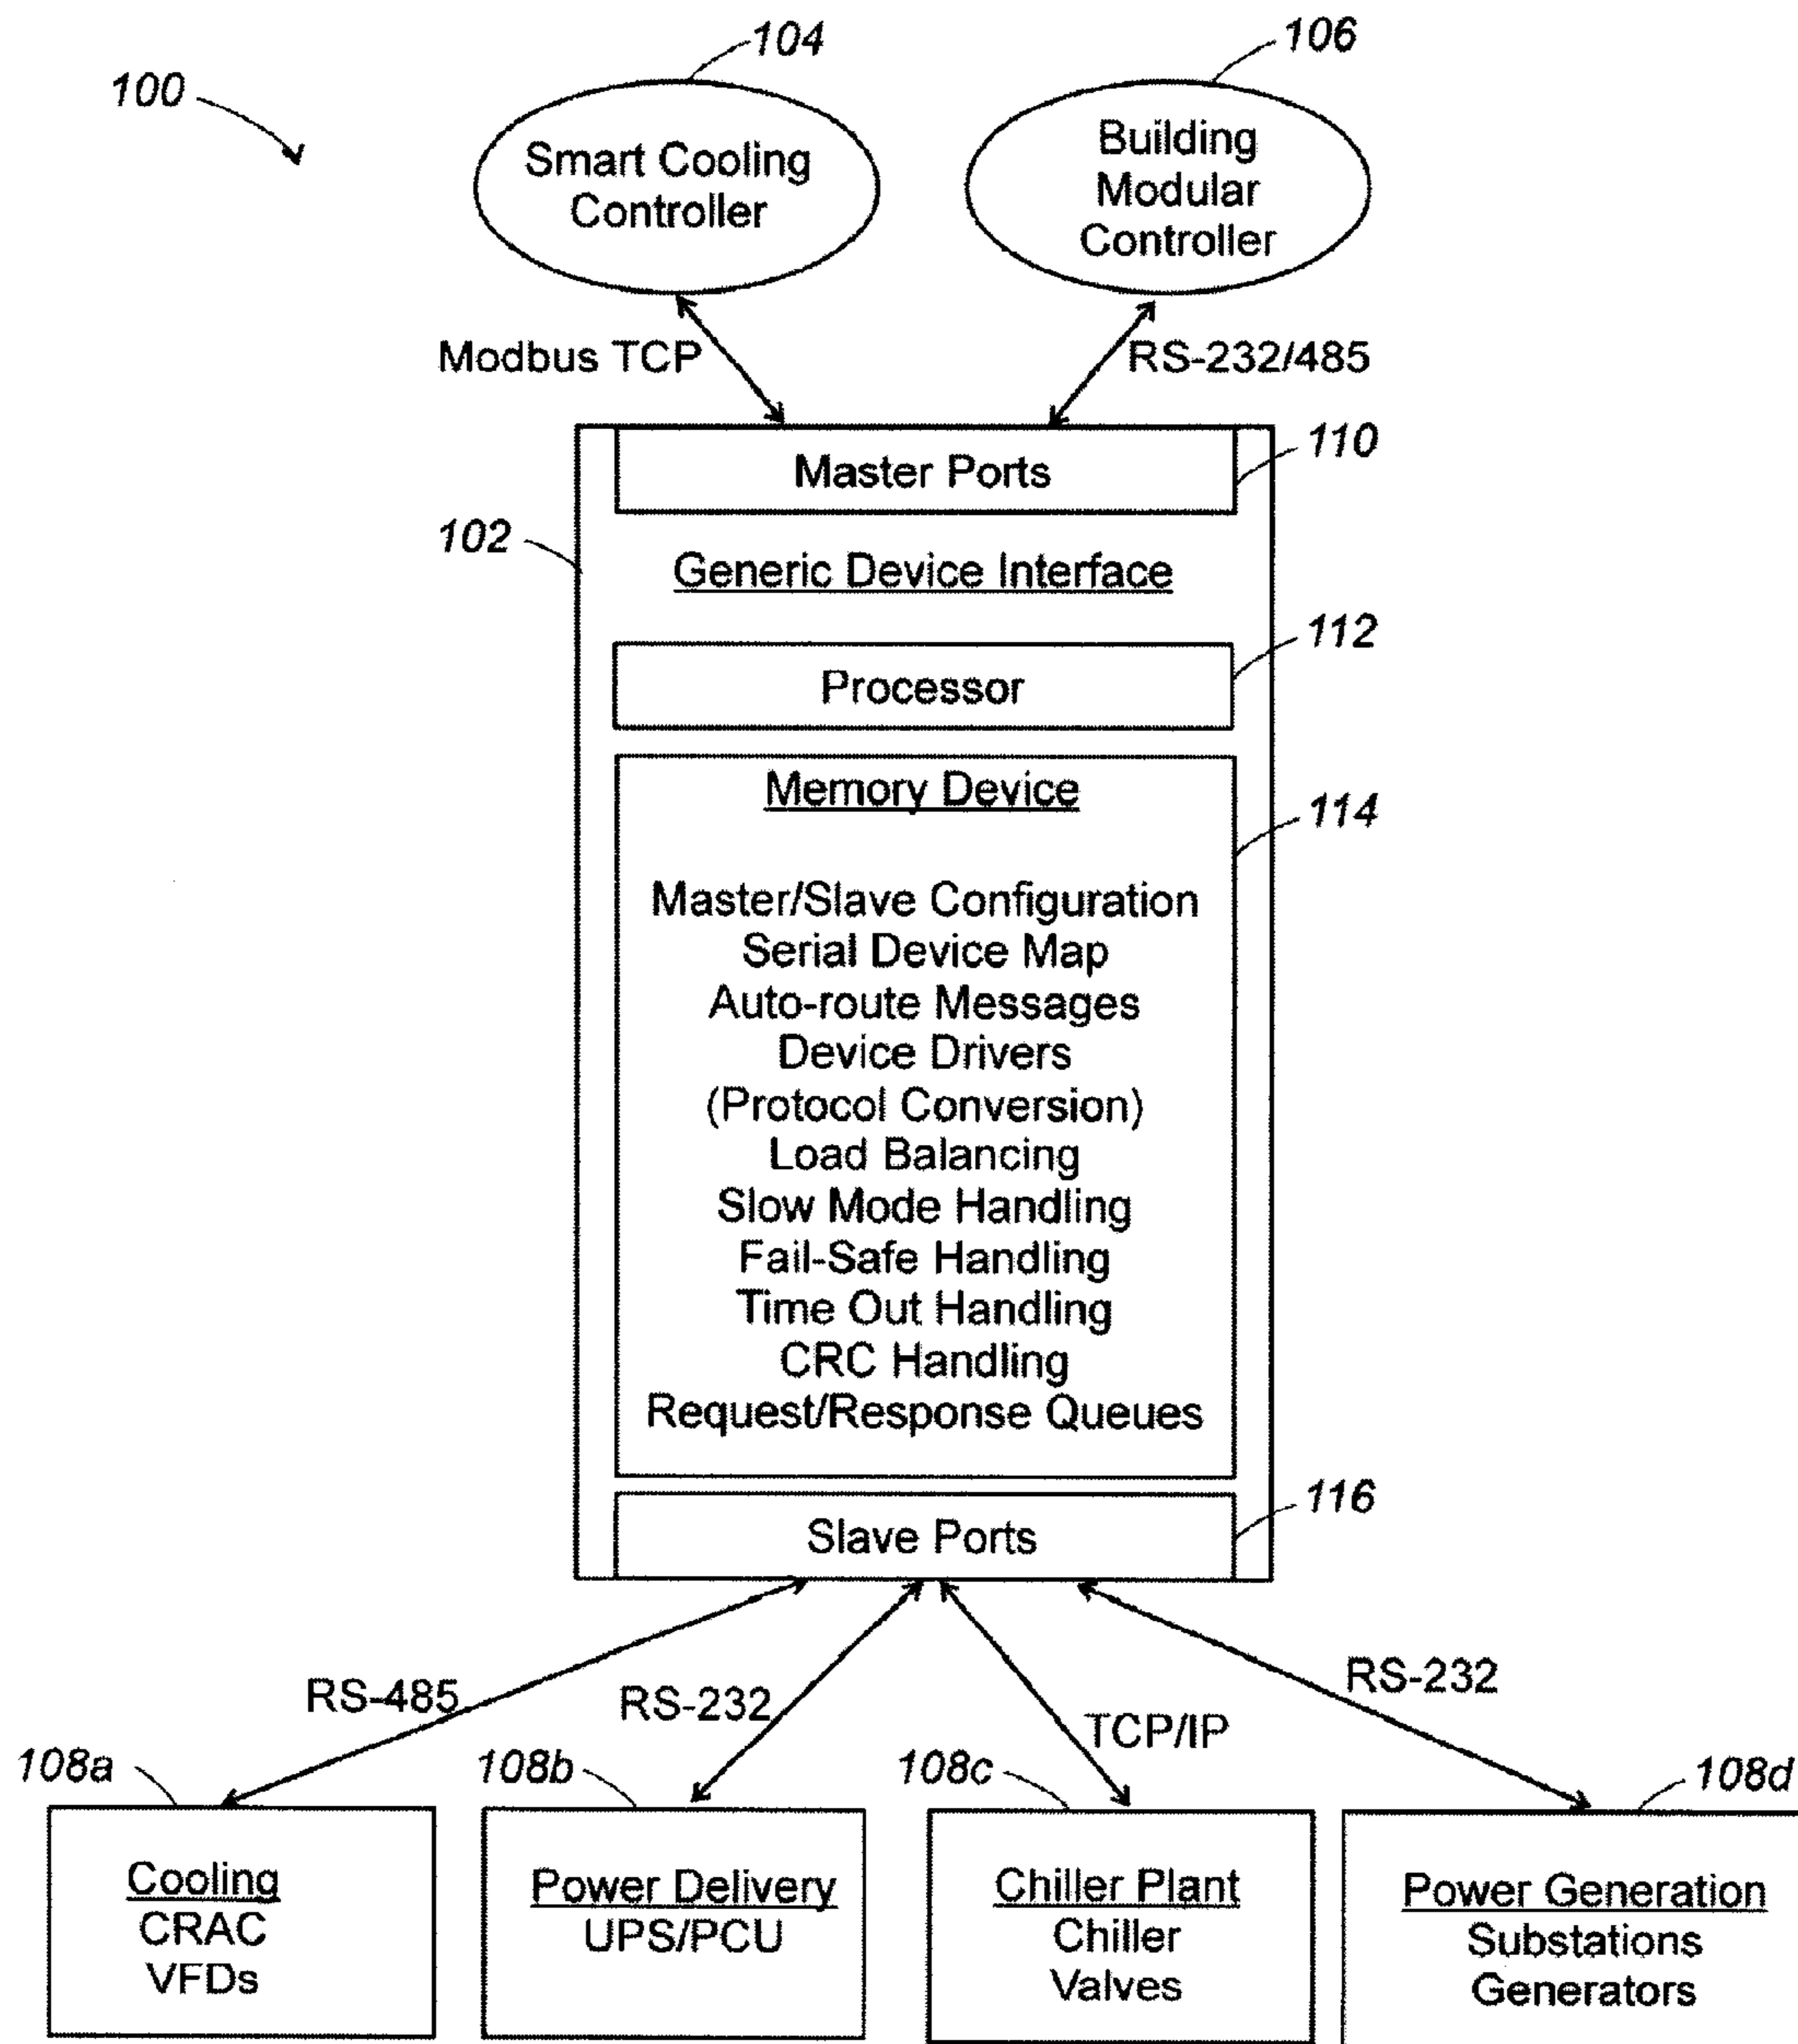 104
106
100
Smart Cooling
Controller
Building
Modular
Controller
Modbus TCP
RS-232/485
110
Master Ports
102
Generic Device Interface
112
Processor
Memory Device
114
Master/Slave Configuration
Serial Device Map
Auto-route Messages
Device Drivers
(Protocol Conversion)
Load Balancing
Slow Mode Handling
Fail-Safe Handling
Time Out Handling
CRC Handling
Request/Response Queues
116
Slave Ports
RS-485
RS-232
TCP/IP
RS-232
108a
108b
108c
108d
Cooling
CRAC
VFDs
Power Delivery
UPS/PCU
Chiller Plant
Chiller
Valves
Power Generation
Substations
Generators